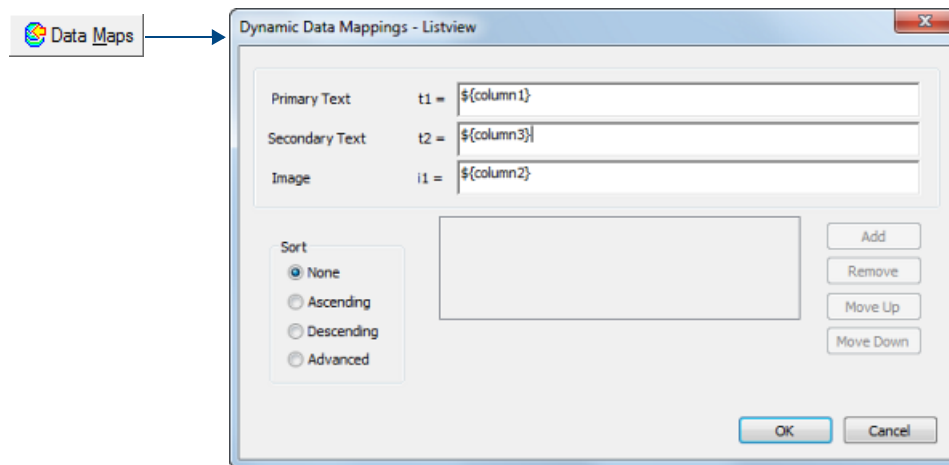 Data Maps
Dynamic Data Mappings - Listview
Primary Text t1 = ${column1}
Secondary Text t2 = ${column3}
Image i1 = ${column2}
Sort
None
Ascending
Descending
Advanced
Add
Remove
Move Up
Move Down
OK Cancel